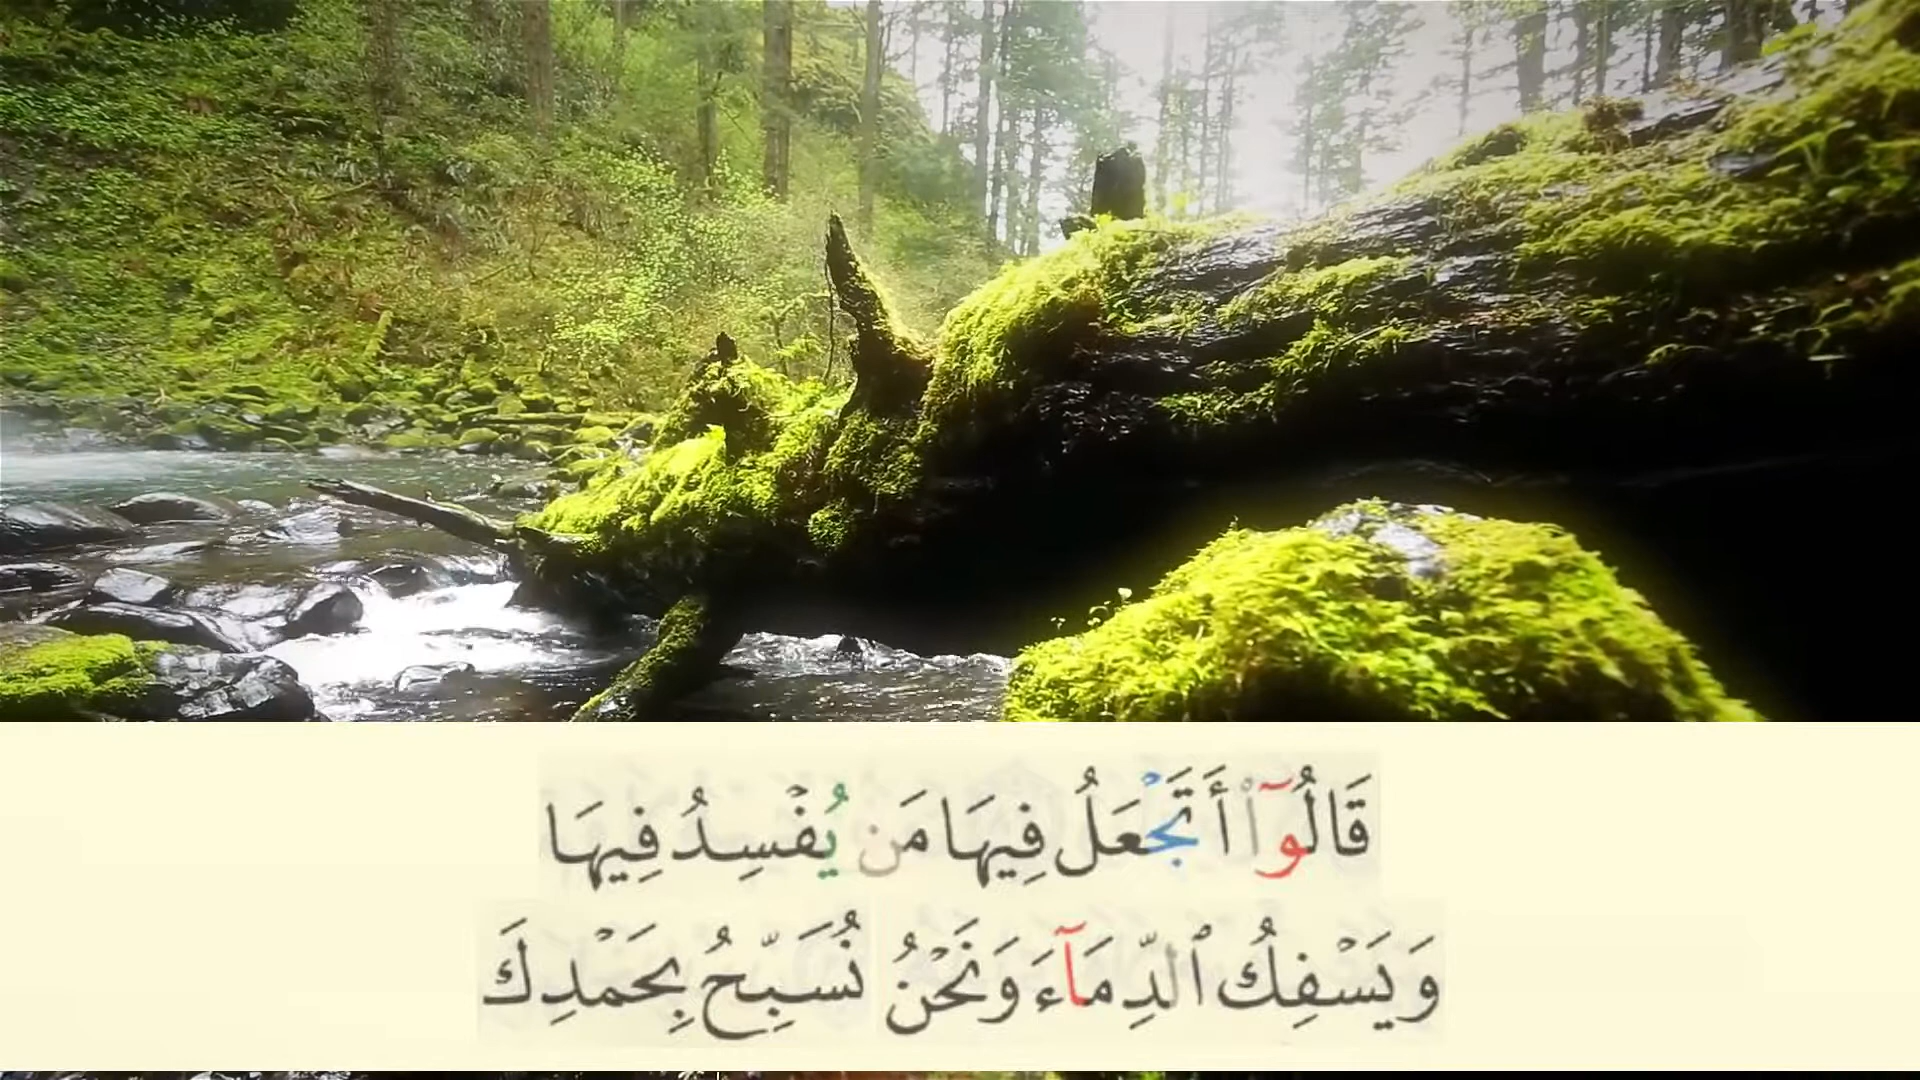 قَالُوٓا۟ أَتَجْعَلُ فِيهَا مَن يُفْسِدُ فِيهَا
وَيَسْفِكُ ٱلدِّمَآءَ وَنَحْنُ نُسَبِّحُ بِحَمْدِكَ